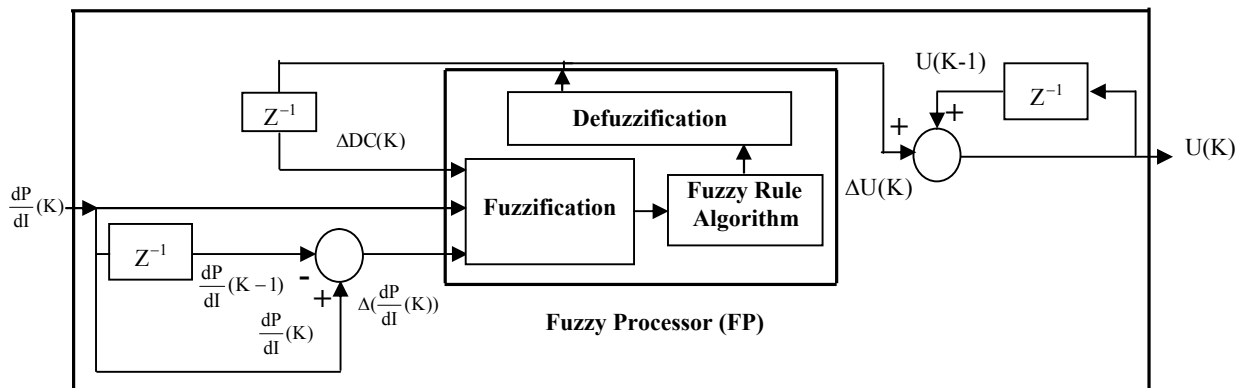 U(K-1)
Z⁻¹
Z⁻¹
Defuzzification
+
+
ΔDC(K)
U(K)
Fuzzification
Fuzzy Rule
Algorithm
ΔU(K)
dP/dI (K)
Z⁻¹
-
+
dP/dI (K−1)
Δ(dP/dI (K))
dP/dI (K)
Fuzzy Processor (FP)